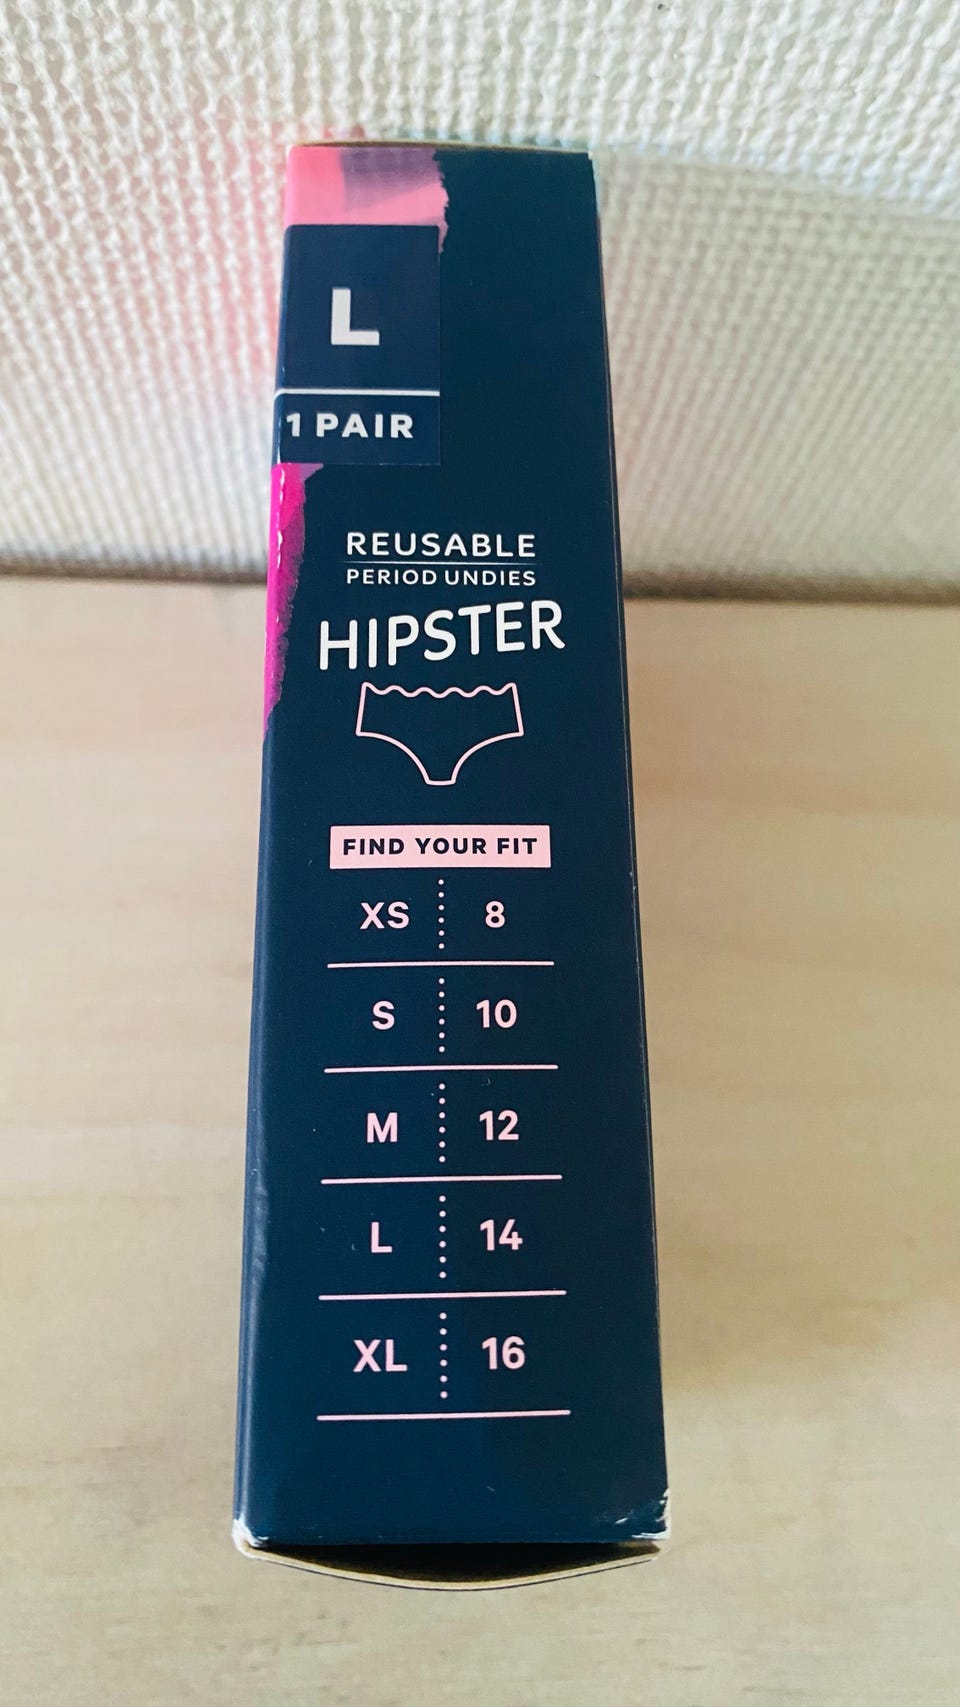 L
1 PAIR
REUSABLE
PERIOD UNDIES
HIPSTER
FIND YOUR FIT
XS 8
S 10
M 12
L 14
XL 16